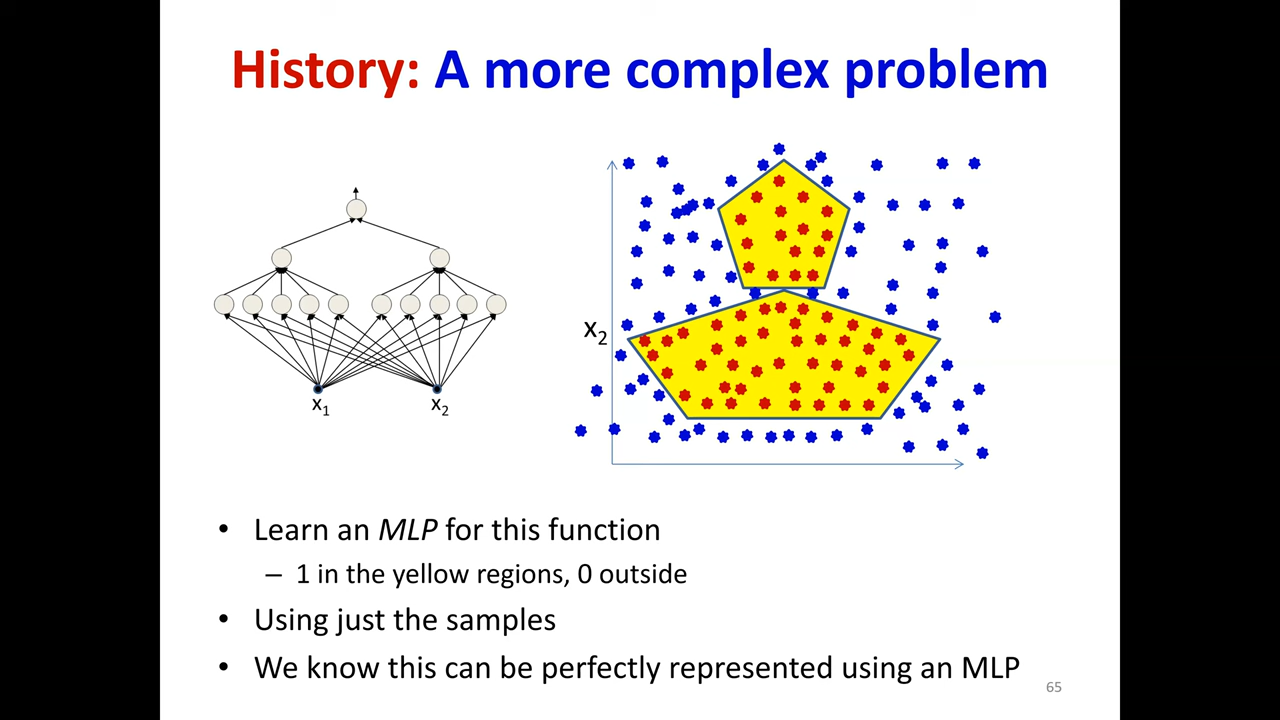 History: A more complex problem
x2
x1 x2
• Learn an MLP for this function
– 1 in the yellow regions, 0 outside
• Using just the samples
• We know this can be perfectly represented using an MLP
65